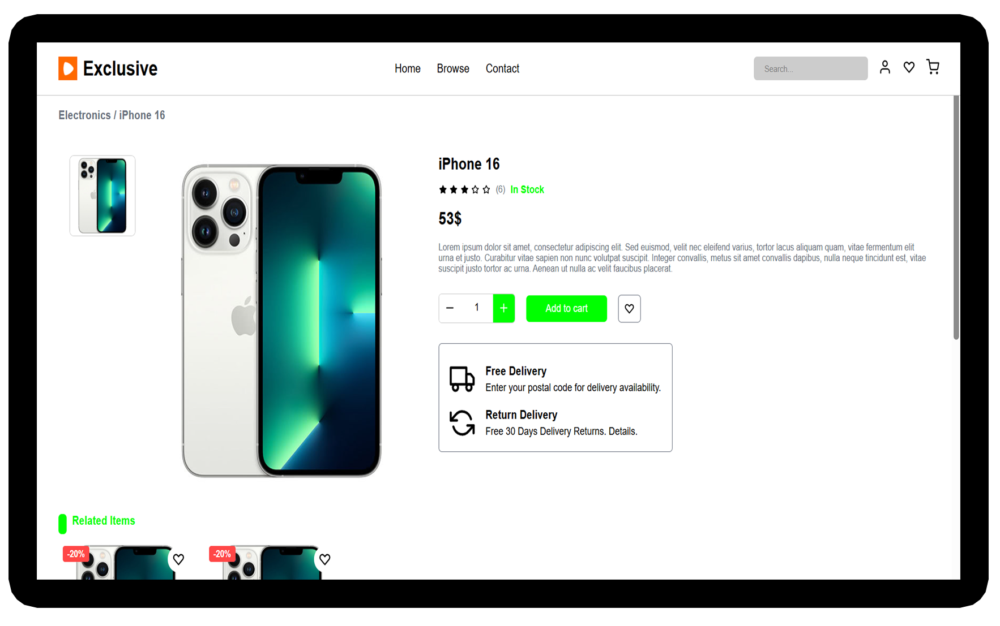 Exclusive
Home Browse Contact
Search...
Electronics / iPhone 16
iPhone 16
(6) In Stock
53$
Lorem ipsum dolor sit amet, consectetur adipiscing elit. Sed euismod, velit nec eleifend varius, tortor lacus aliquam quam, vitae fermentum elit
urna et justo. Curabitur vitae sapien non nunc volutpat suscipit. Integer convallis, metus sit amet convallis dapibus, nulla neque tincidunt est, vitae
suscipit justo tortor ac urna. Aenean ut nulla ac velit faucibus placerat.
− 1 + Add to cart
Free Delivery
Enter your postal code for delivery availability.
Return Delivery
Free 30 Days Delivery Returns. Details.
Related Items
-20% -20%